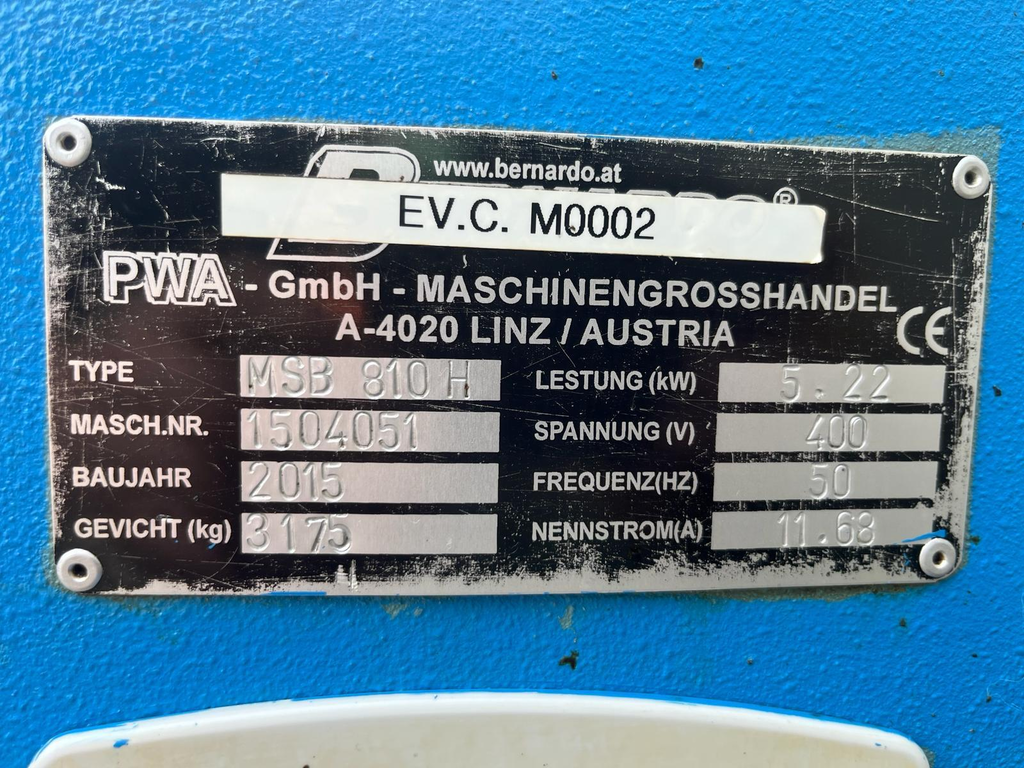 www.bernardo.at
EV.C. M0002
PWA - GmbH - MASCHINENGROSSHANDEL
A-4020 LINZ / AUSTRIA
CE
TYPE MSB 810 H
MASCH.NR. 1504051
BAUJAHR 2015
GEVICHT (kg) 3175
LESTUNG (kW) 5.22
SPANNUNG (V) 400
FREQUENZ(HZ) 50
NENNSTROM(A) 11.68